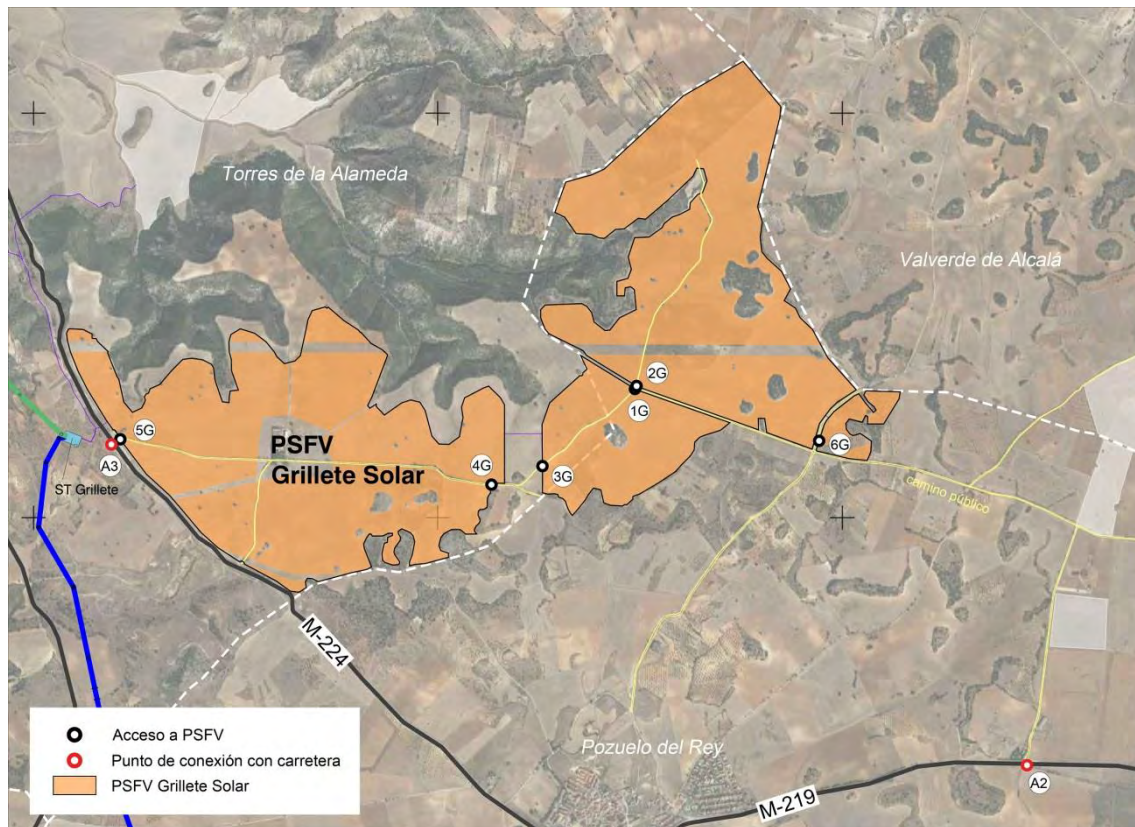 Torres de la Alameda
Valverde de Alcalá
2G
1G
5G
A3
PSFV
Grillete Solar
4G
3G
6G
ST Grillete
camino público
M-224
Pozuelo del Rey
M-219
A2
Acceso a PSFV
Punto de conexión con carretera
PSFV Grillete Solar